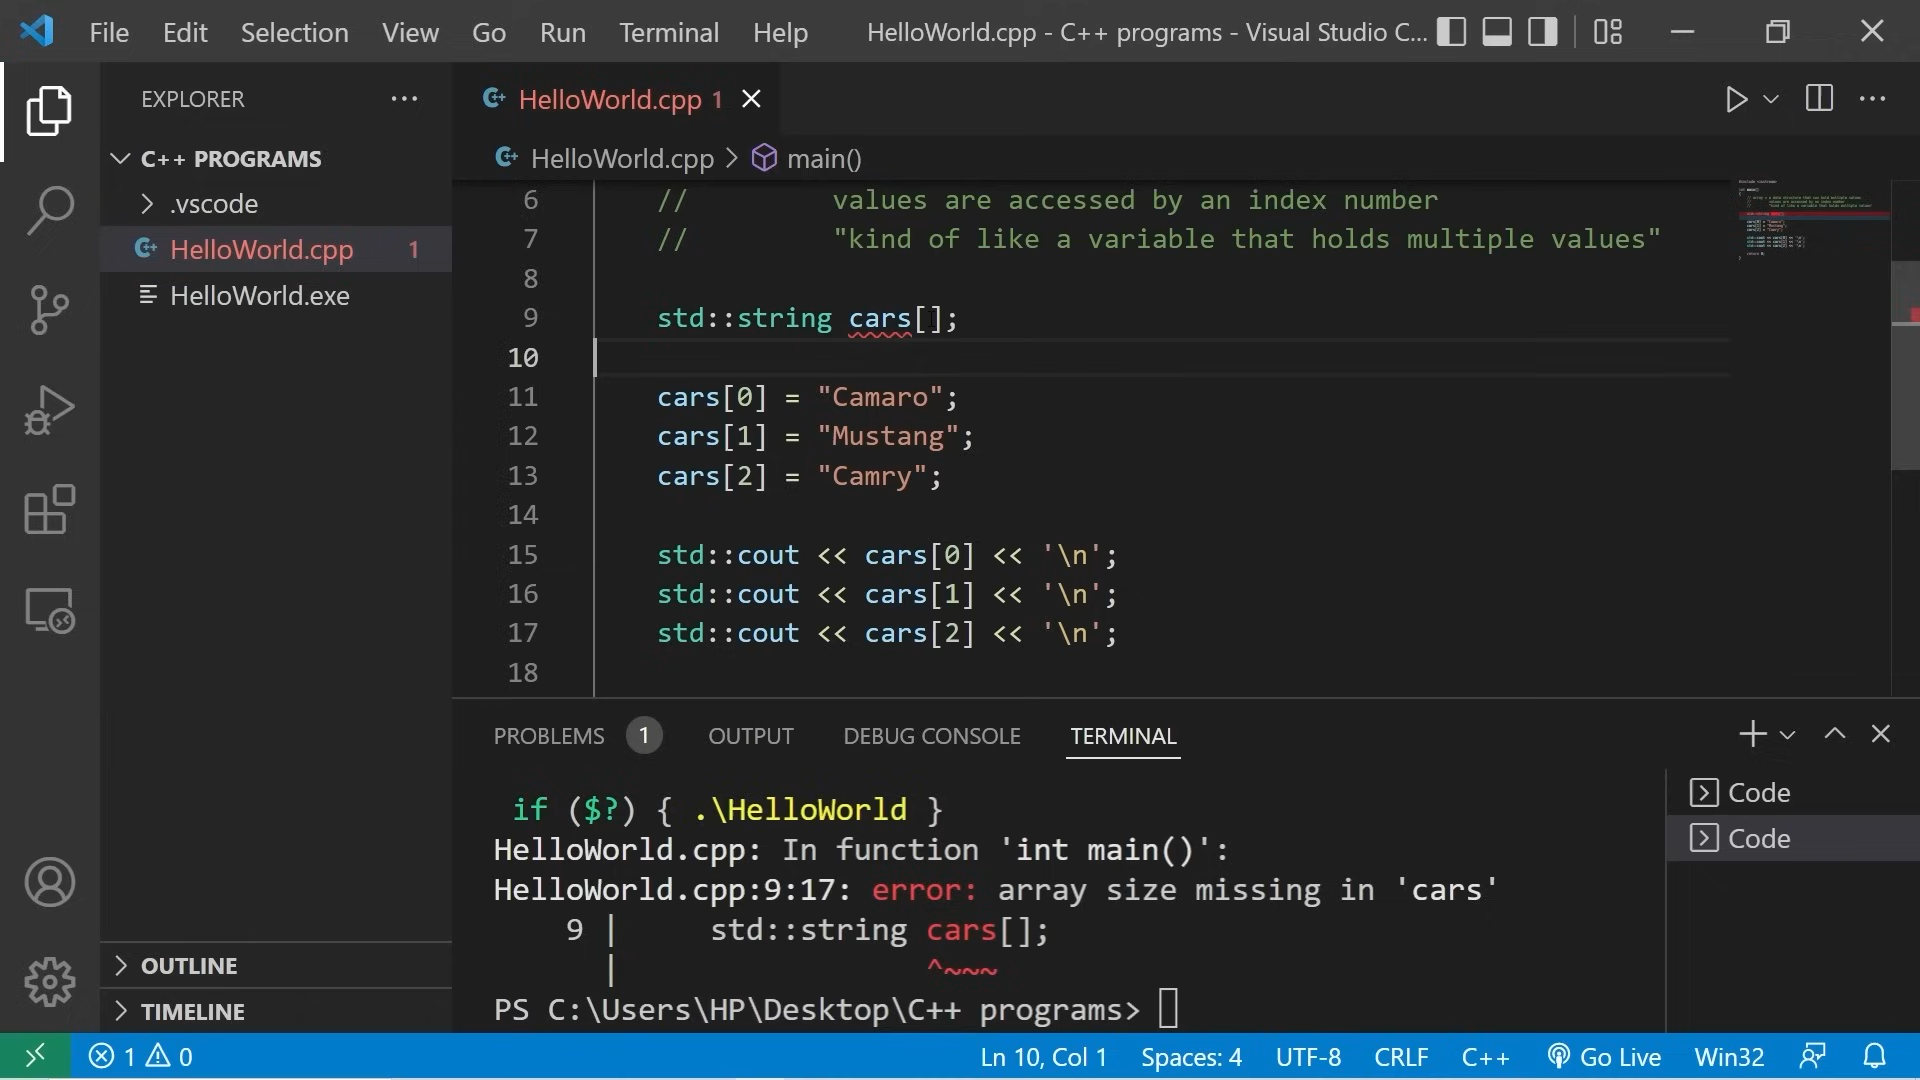 File Edit Selection View Go Run Terminal Help HelloWorld.cpp - C++ programs - Visual Studio C...
EXPLORER
HelloWorld.cpp 1
C++ PROGRAMS
HelloWorld.cpp > main()
.vscode
HelloWorld.cpp 1
HelloWorld.exe
6 // values are accessed by an index number
7 // "kind of like a variable that holds multiple values"
8
9 std::string cars[];
10
11 cars[0] = "Camaro";
12 cars[1] = "Mustang";
13 cars[2] = "Camry";
14
15 std::cout << cars[0] << '\n';
16 std::cout << cars[1] << '\n';
17 std::cout << cars[2] << '\n';
18
PROBLEMS 1 OUTPUT DEBUG CONSOLE TERMINAL
if ($?) { .\HelloWorld }
HelloWorld.cpp: In function 'int main()':
HelloWorld.cpp:9:17: error: array size missing in 'cars'
9 | std::string cars[];
| ^~~~
PS C:\Users\HP\Desktop\C++ programs>
Code
Code
OUTLINE
TIMELINE
1 0 Ln 10, Col 1 Spaces: 4 UTF-8 CRLF C++ Go Live Win32